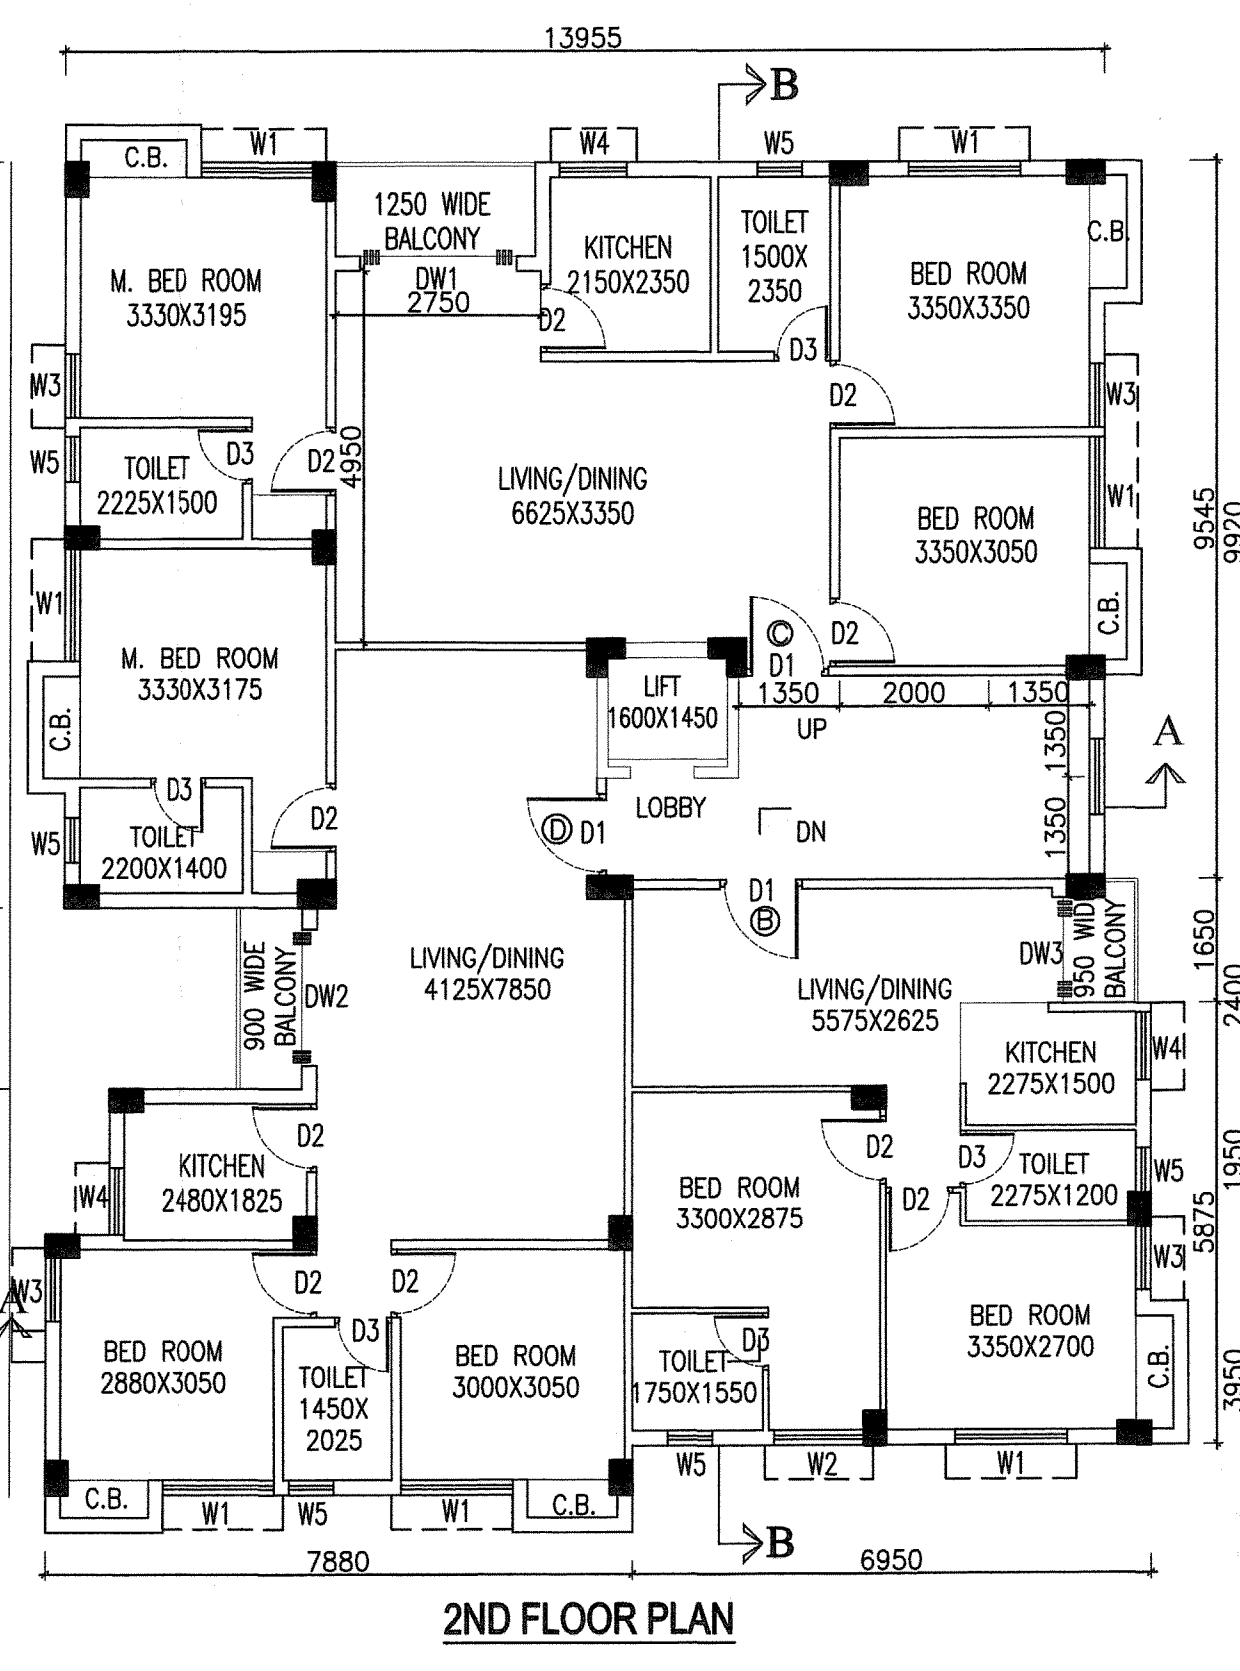 13955
B
W1
W4
W5
W1
C.B.
1250 WIDE
BALCONY
KITCHEN
2150X2350
TOILET
1500X
2350
C.B.
M. BED ROOM
3330X3195
DW1
2750
D2
BED ROOM
3350X3350
D3
W3
D2
W3
W5
TOILET
2225X1500
D3
D2
4950
LIVING/DINING
6625X3350
W1
BED ROOM
3350X3050
9545
9920
W1
C.B.
M. BED ROOM
3330X3175
C
D1
D2
C.B.
LIFT
1600X1450
1350
2000
1350
UP
1350
A
D3
D2
LOBBY
W5
TOILET
2200X1400
D D1
DN
1350
D1
B
900 WIDE
BALCONY
DW2
LIVING/DINING
4125X7850
DW3
950 WID
BALCONY
1650
LIVING/DINING
5575X2625
2400
KITCHEN
2275X1500
W4
D2
KITCHEN
2480X1825
W4
D2
D3
TOILET
2275X1200
W5
1950
BED ROOM
3300X2875
D2
5875
W3
W3
A
D2
D2
BED ROOM
3350X2700
D3
D3
BED ROOM
2880X3050
TOILET
1450X
2025
BED ROOM
3000X3050
TOILET
1750X1550
C.B.
3950
W5
W2
W1
C.B.
W1
W5
W1
C.B.
B
7880
6950
2ND FLOOR PLAN